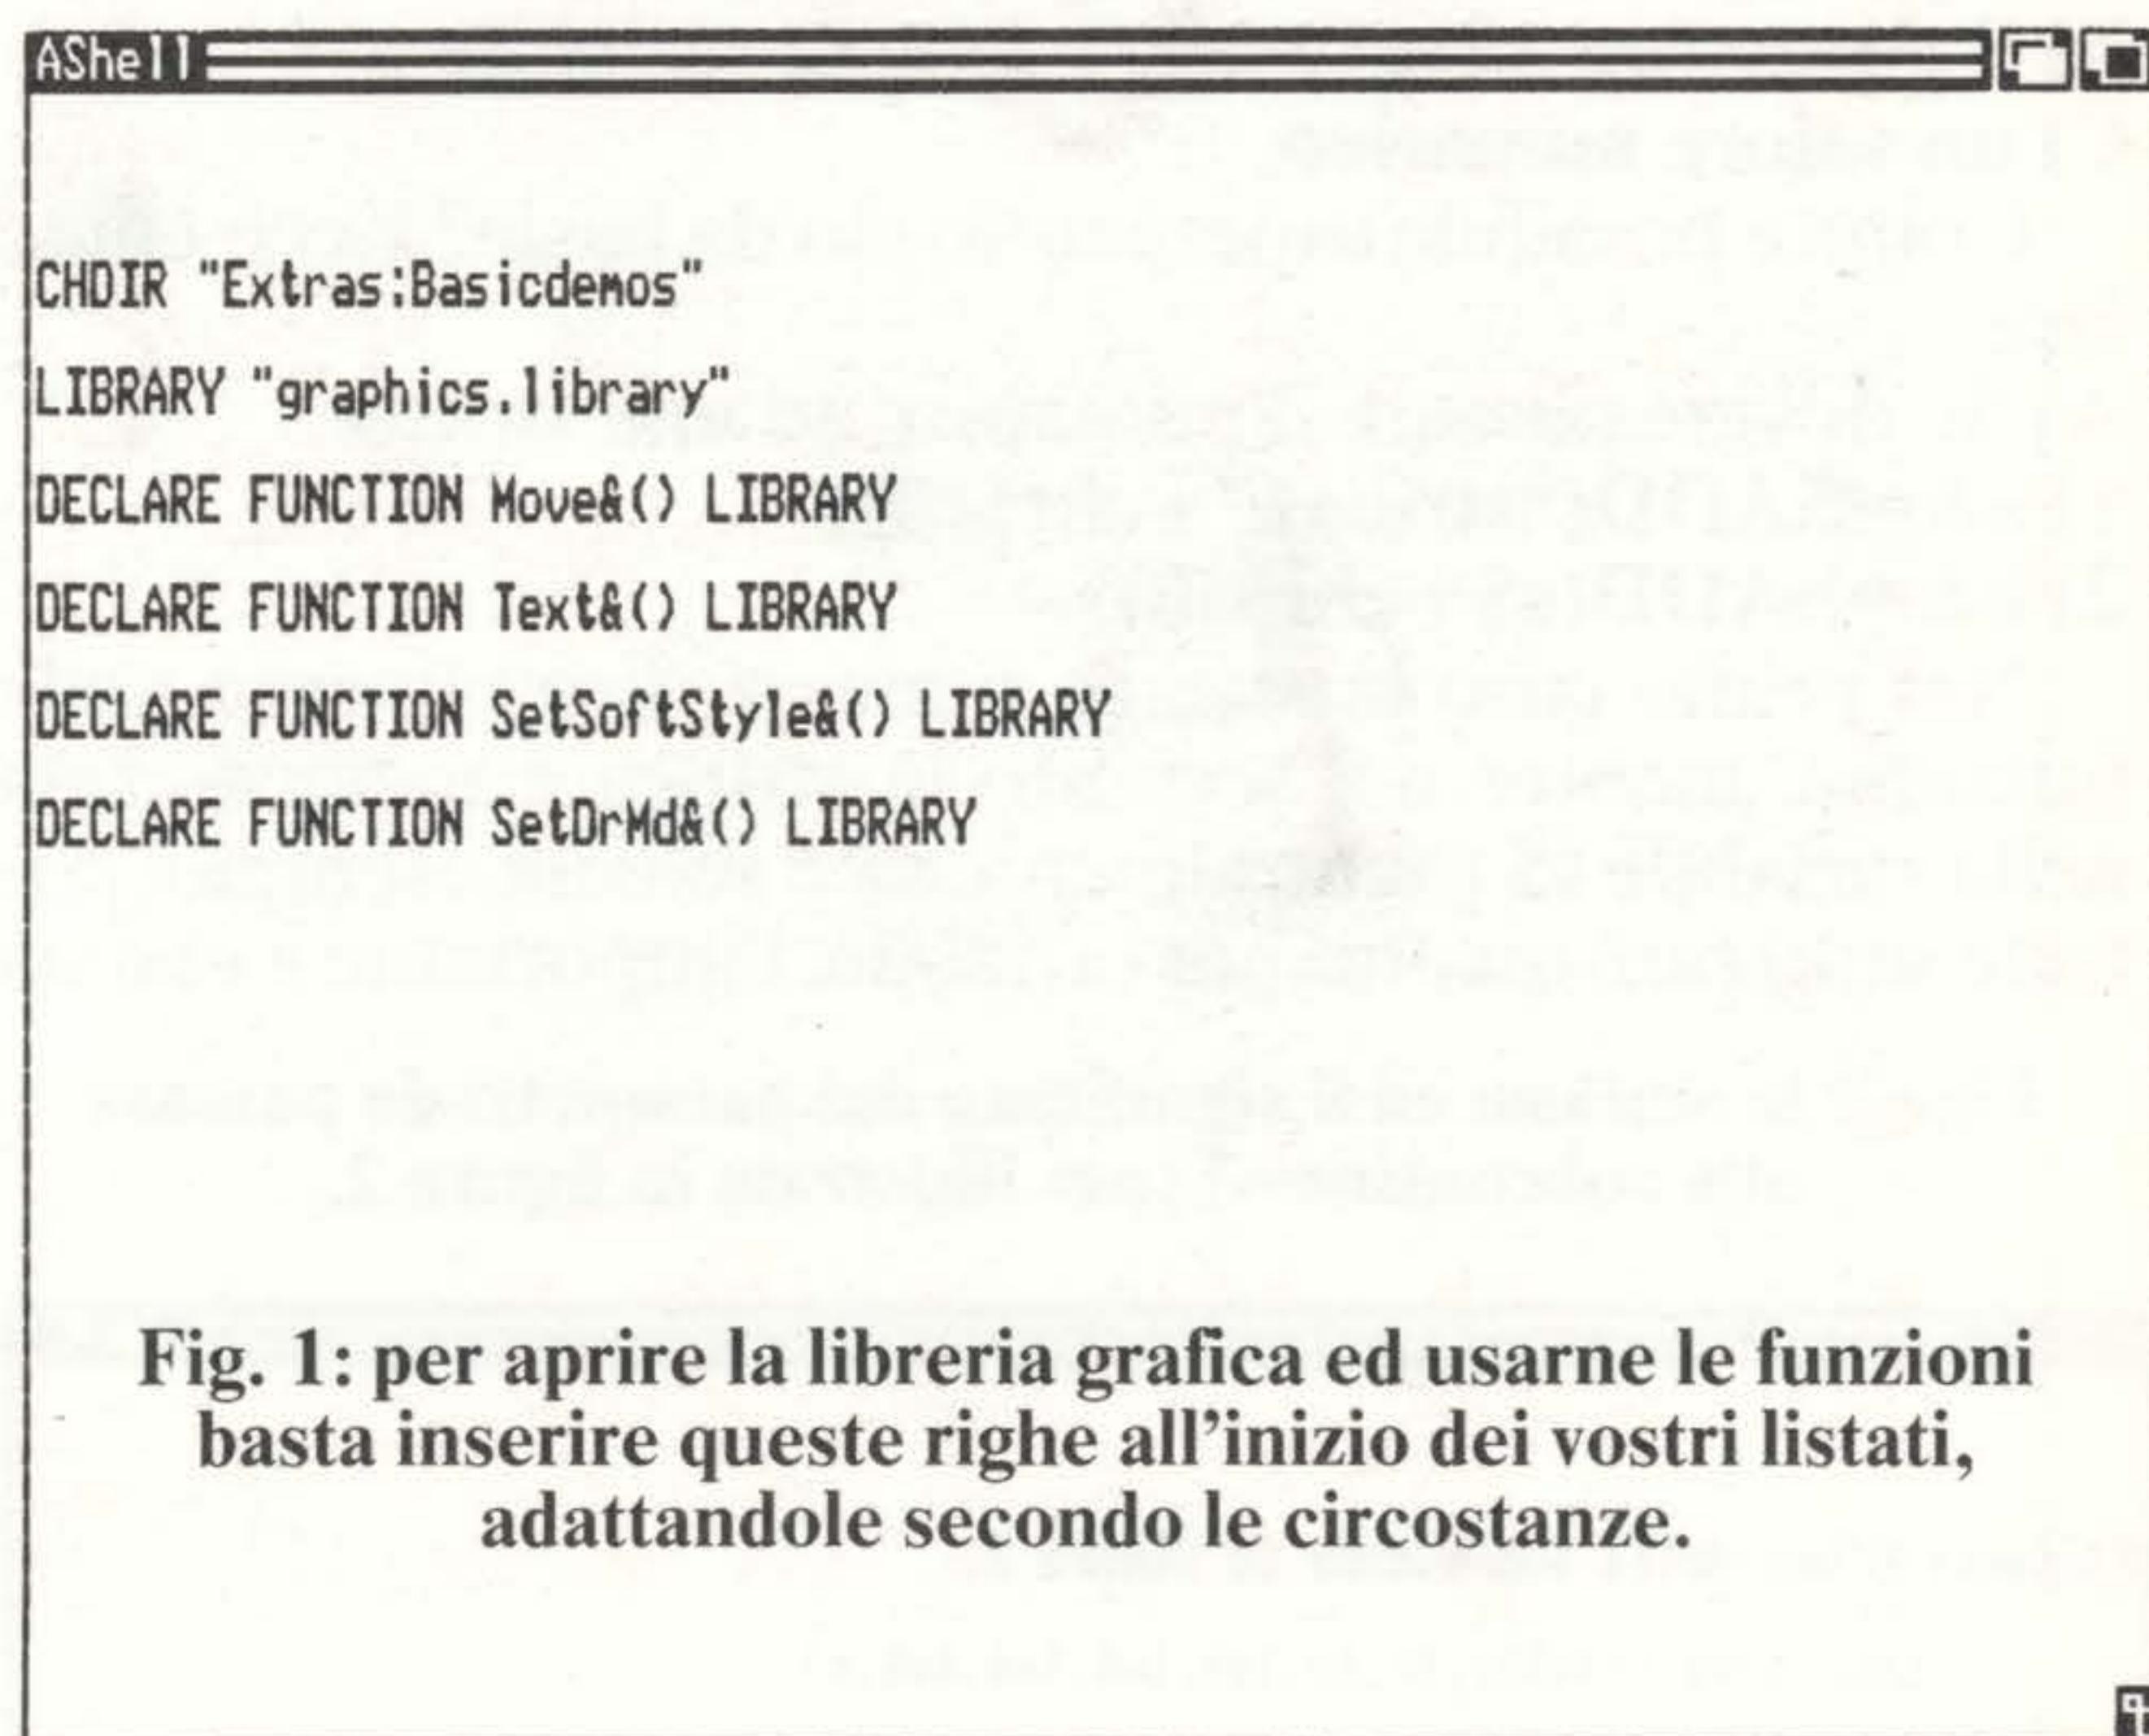 AShell
CHDIR "Extras:Basicdemos"
LIBRARY "graphics.library"
DECLARE FUNCTION Move&() LIBRARY
DECLARE FUNCTION Text&() LIBRARY
DECLARE FUNCTION SetSoftStyle&() LIBRARY
DECLARE FUNCTION SetDrMd&() LIBRARY
Fig. 1: per aprire la libreria grafica ed usarne le funzioni
basta inserire queste righe all'inizio dei vostri listati,
adattandole secondo le circostanze.